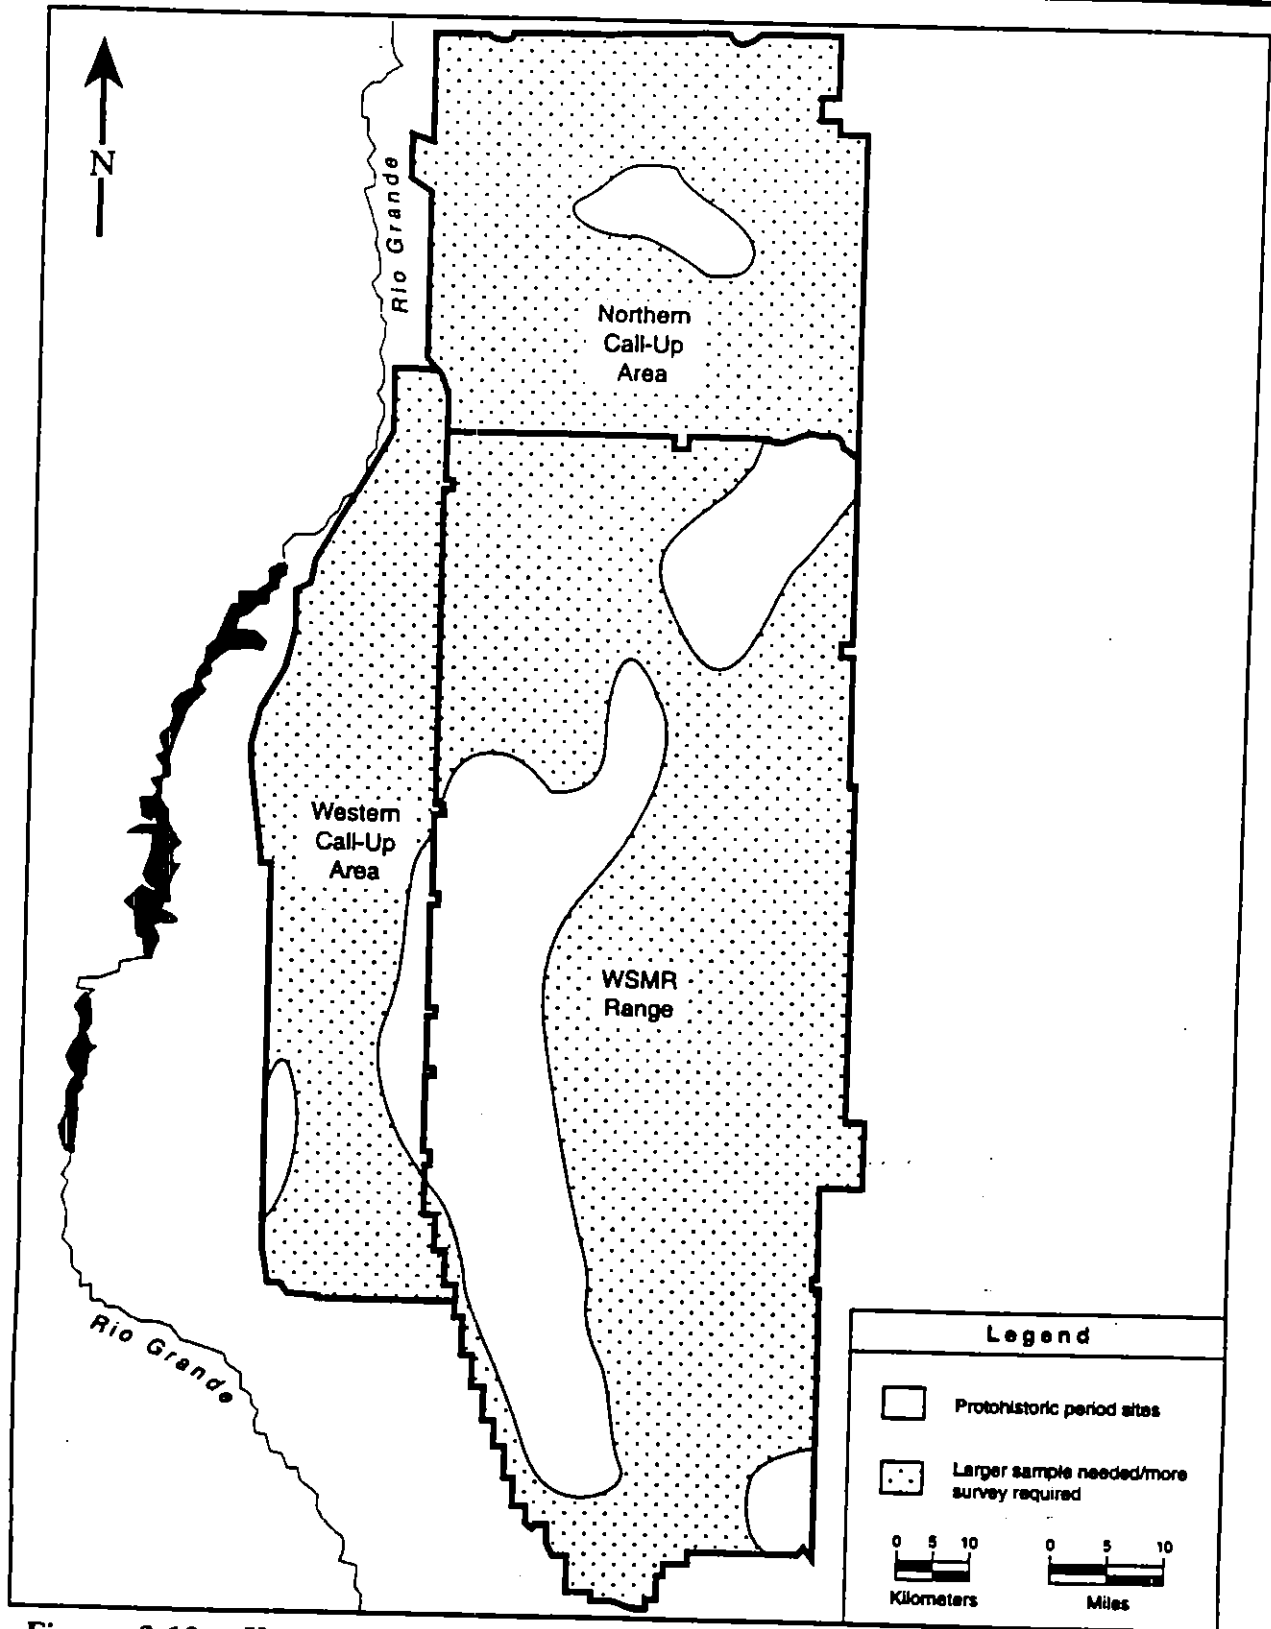 N
Rio Grande
Northern
Call-Up
Area
Western
Call-Up
Area
WSMR
Range
Rio Grande
Legend
Protohistoric period sites
Larger sample needed/more
survey required
0 5 10
Kilometers
0 5 10
Miles